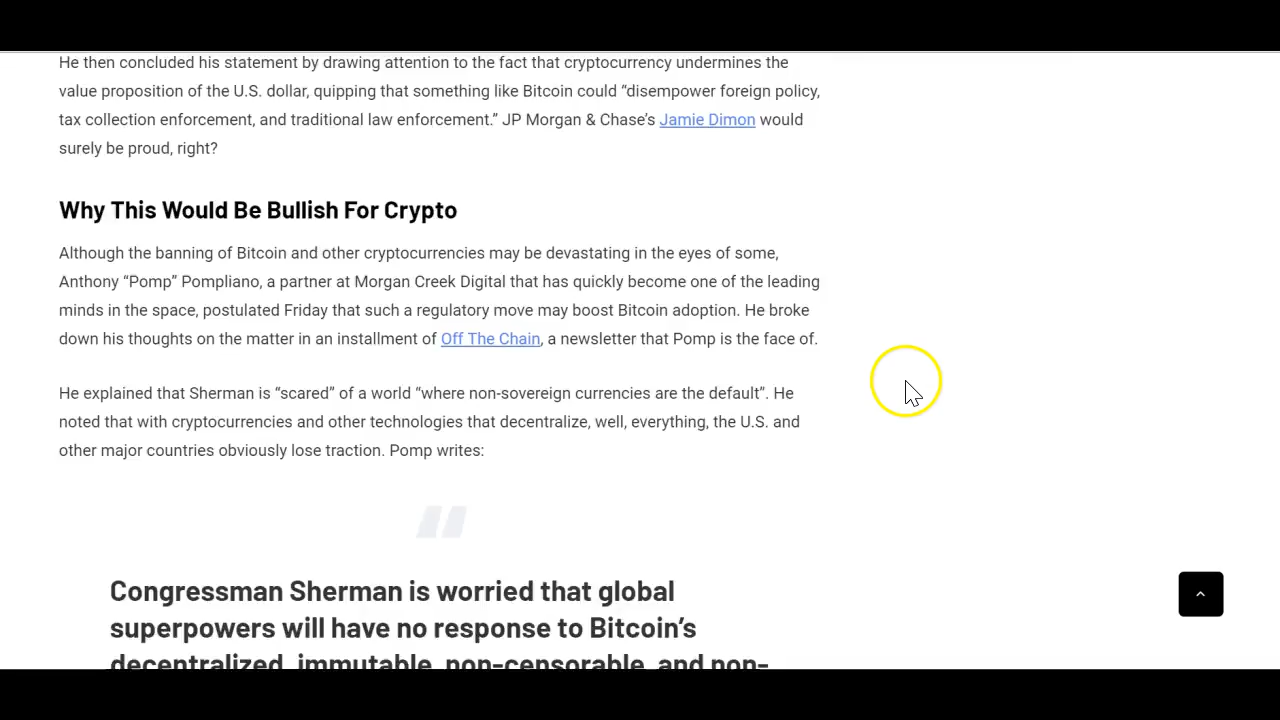 He then concluded his statement by drawing attention to the fact that cryptocurrency undermines the
value proposition of the U.S. dollar, quipping that something like Bitcoin could “disempower foreign policy,
tax collection enforcement, and traditional law enforcement.” JP Morgan & Chase’s Jamie Dimon would
surely be proud, right?
Why This Would Be Bullish For Crypto
Although the banning of Bitcoin and other cryptocurrencies may be devastating in the eyes of some,
Anthony “Pomp” Pompliano, a partner at Morgan Creek Digital that has quickly become one of the leading
minds in the space, postulated Friday that such a regulatory move may boost Bitcoin adoption. He broke
down his thoughts on the matter in an installment of Off The Chain, a newsletter that Pomp is the face of.
He explained that Sherman is “scared” of a world “where non-sovereign currencies are the default”. He
noted that with cryptocurrencies and other technologies that decentralize, well, everything, the U.S. and
other major countries obviously lose traction. Pomp writes:
Congressman Sherman is worried that global
superpowers will have no response to Bitcoin’s
decentralized, immutable, non-censorable, and non-